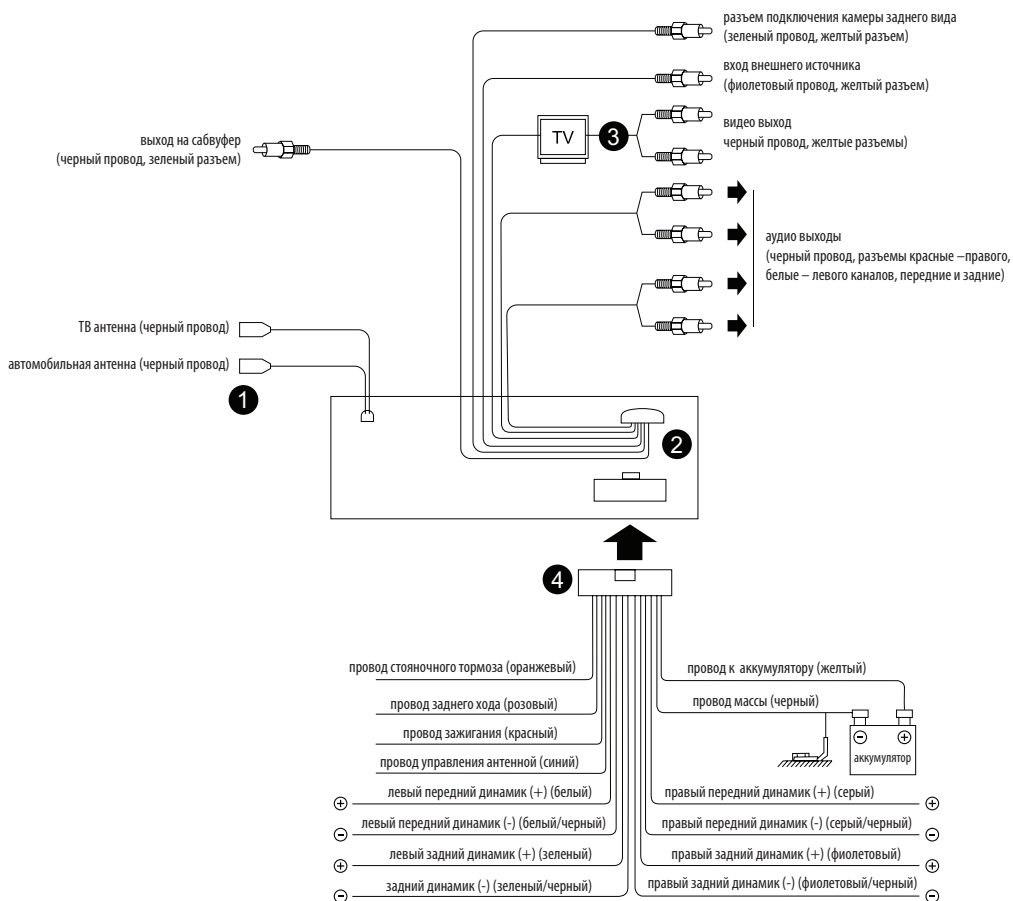 разъем подключения камеры заднего вида
(зеленый провод, желтый разъем)
вход внешнего источника
(фиолетовый провод, желтый разъем)
TV
3
видео выход
черный провод, желтые разъемы)
выход на сабвуфер
(черный провод, зеленый разъем)
аудио выходы
(черный провод, разъемы красные –правого,
белые – левого каналов, передние и задние)
ТВ антенна (черный провод)
автомобильная антенна (черный провод)
1
2
4
провод стояночного тормоза (оранжевый)
провод заднего хода (розовый)
провод зажигания (красный)
провод управления антенной (синий)
левый передний динамик (+) (белый)
левый передний динамик (-) (белый/черный)
левый задний динамик (+) (зеленый)
задний динамик (-) (зеленый/черный)
провод к аккумулятору (желтый)
провод массы (черный)
аккумулятор
правый передний динамик (+) (серый)
правый передний динамик (-) (серый/черный)
правый задний динамик (+) (фиолетовый)
правый задний динамик (-) (фиолетовый/черный)